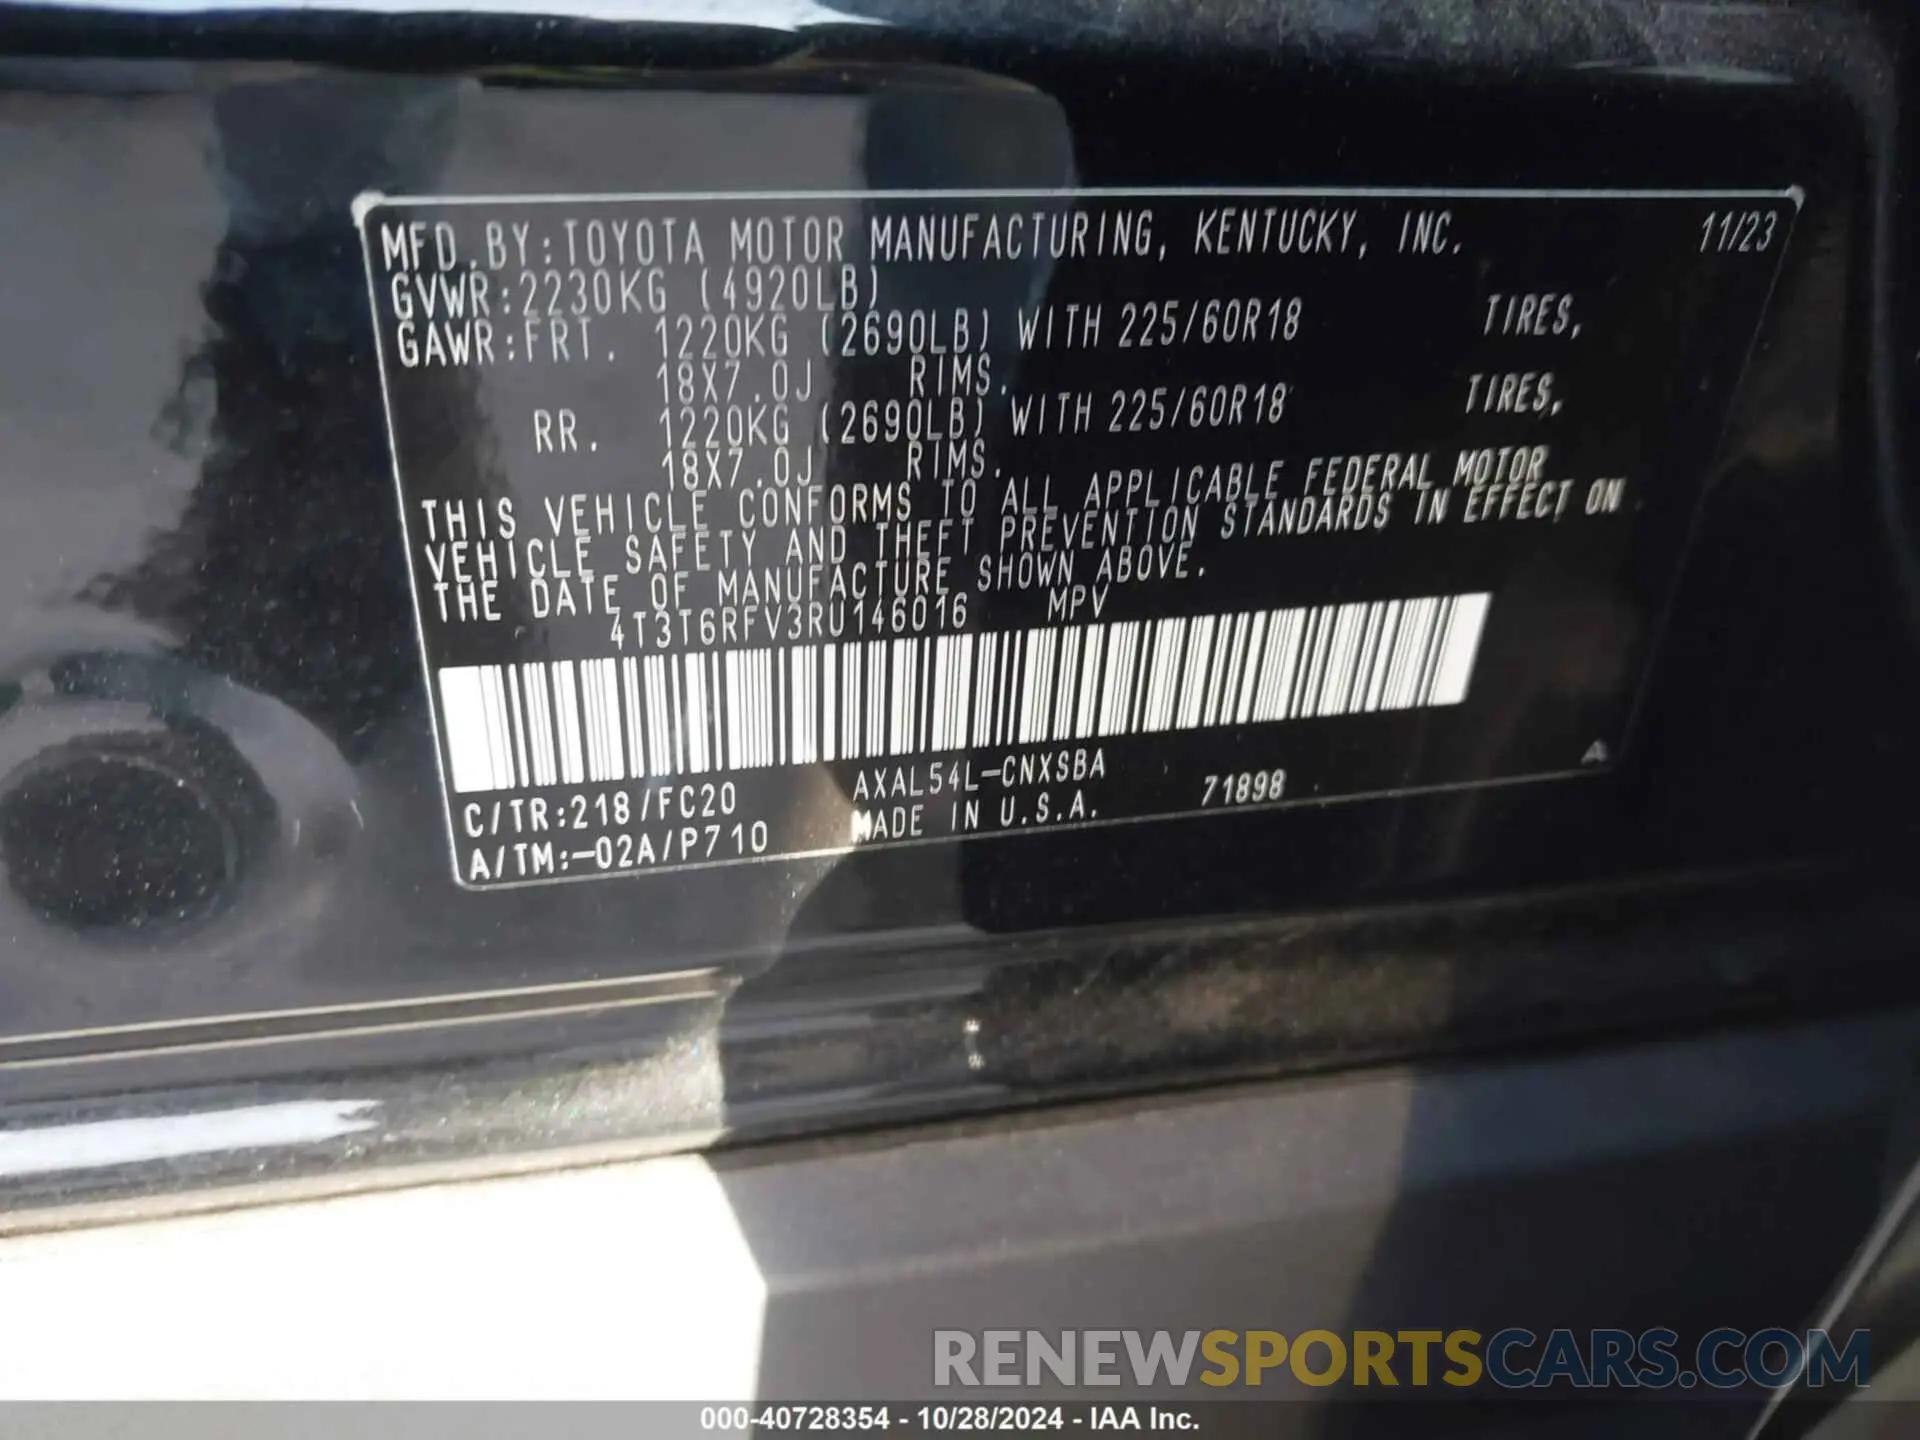 MFD.BY:TOYOTA MOTOR MANUFACTURING, KENTUCKY, INC. 11/23
GVWR:2230KG (4920LB)
GAWR:FRT. 1220KG (2690LB) WITH 225/60R18 TIRES,
18X7.0J RIMS.
RR. 1220KG (2690LB) WITH 225/60R18 TIRES,
18X7.0J RIMS.
THIS VEHICLE CONFORMS TO ALL APPLICABLE FEDERAL MOTOR
VEHICLE SAFETY AND THEFT PREVENTION STANDARDS IN EFFECT ON
THE DATE OF MANUFACTURE SHOWN ABOVE.
4T3T6RFV3RU146016 MPV
C/TR:218/FC20 AXAL54L-CNXSBA 71898 A
A/TM:-02A/P710 MADE IN U.S.A.
RENEWSPORTSCARS.COM
000-40728354 - 10/28/2024 - IAA Inc.